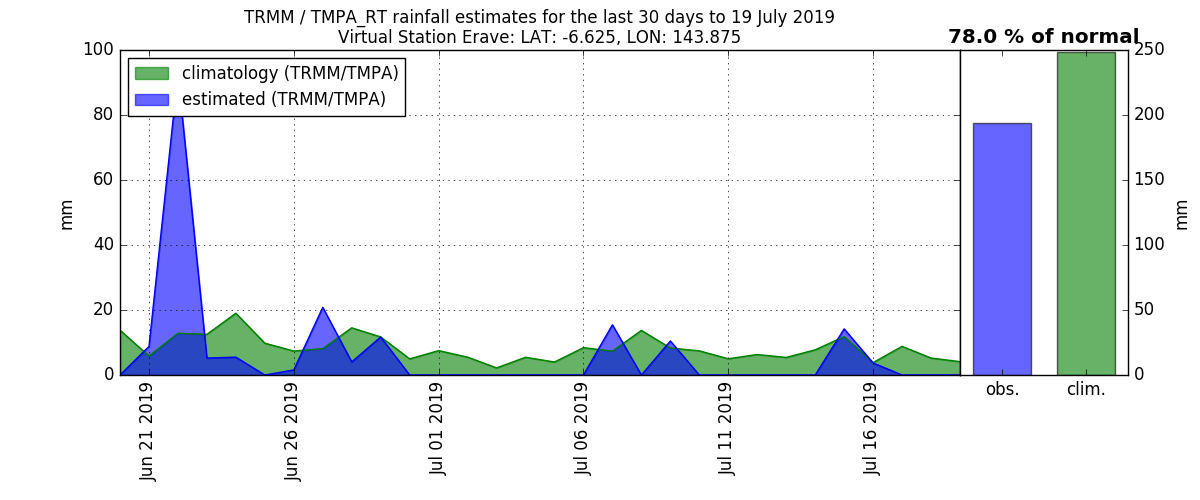 TRMM / TMPA_RT rainfall estimates for the last 30 days to 19 July 2019
Virtual Station Erave: LAT: -6.625, LON: 143.875
78.0 % of normal
climatology (TRMM/TMPA)
estimated (TRMM/TMPA)
100
80
60
40
20
0
mm
Jun 21 2019
Jun 26 2019
Jul 01 2019
Jul 06 2019
Jul 11 2019
Jul 16 2019
250
200
150
100
50
0
mm
obs.
clim.